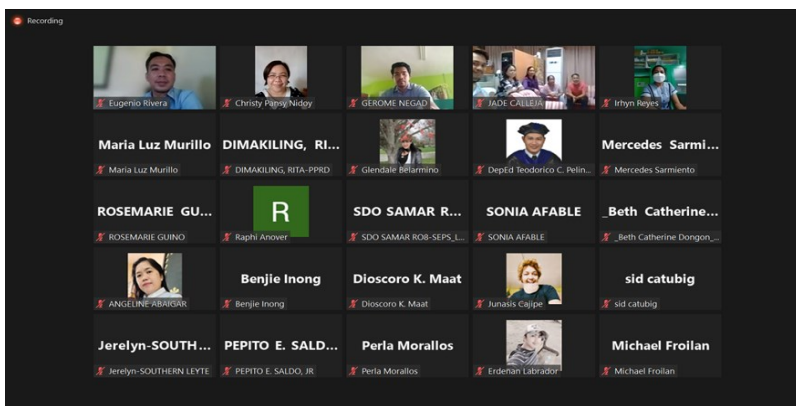 Recording
Eugenio Rivera
Christy Pansy Nidoy
GEROME NEGAD
JADE CALLEJA
Irhyn Reyes
Maria Luz Murillo
DIMAKILING, RI...
Mercedes Sarmi...
Maria Luz Murillo
DIMAKILING, RITA-PPRD
Glendale Belarmino
DepEd Teodorico C. Pelin...
Mercedes Sarmiento
ROSEMARIE GU...
R
SDO SAMAR R...
SONIA AFABLE
_Beth Catherine...
ROSEMARIE GUINO
Raphi Anover
SDO SAMAR RO8-SEPS_L...
SONIA AFABLE
_Beth Catherine Dongon_...
Benjie Inong
Dioscoro K. Maat
sid catubig
ANGELINE ABAIGAR
Benjie Inong
Dioscoro K. Maat
Junasis Cajipe
sid catubig
Jerelyn-SOUTH...
PEPITO E. SALD...
Perla Morallos
Michael Froilan
Jerelyn-SOUTHERN LEYTE
PEPITO E. SALDO, JR
Perla Morallos
Erdenan Labrador
Michael Froilan